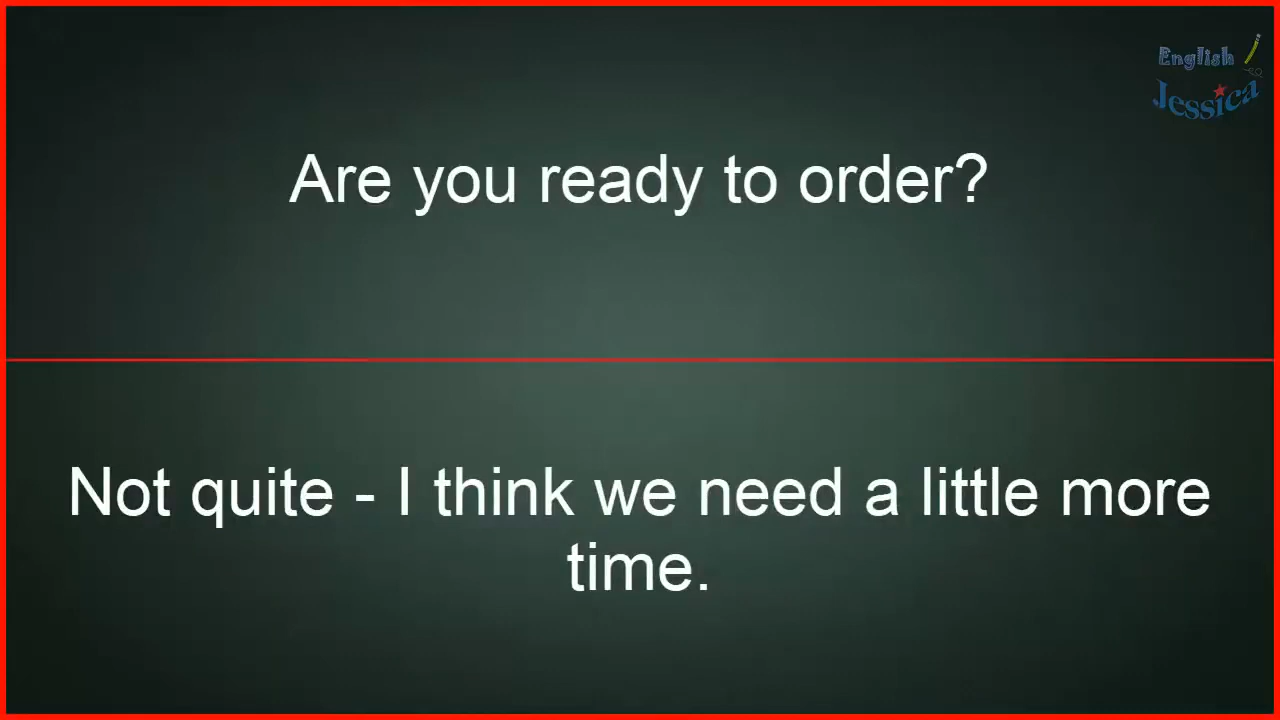 English
Jessica
Are you ready to order?
Not quite - I think we need a little more
time.